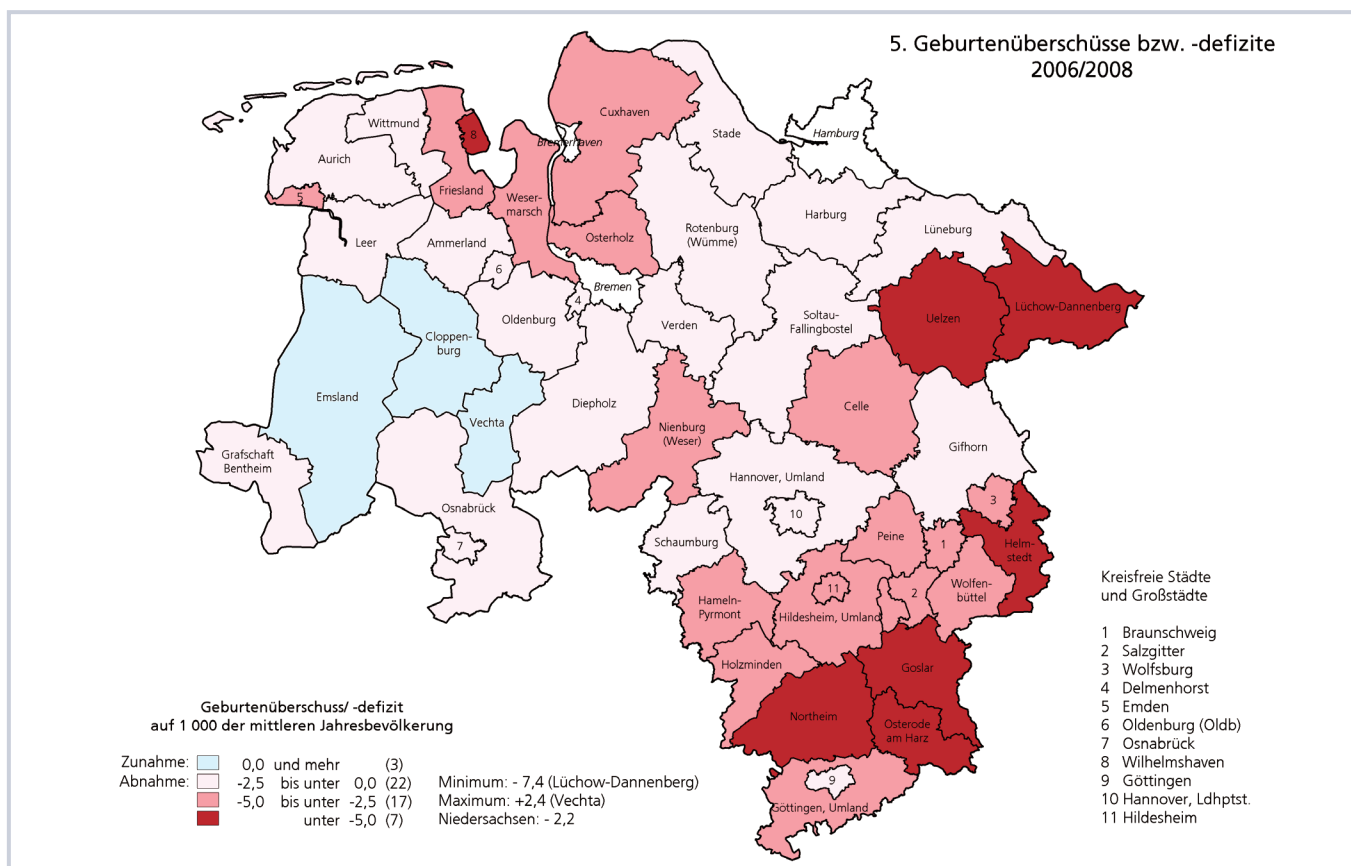 5. Geburtenüberschüsse bzw. -defizite
2006/2008
Cuxhaven
Wittmund
8
Stade
Hamburg
Bremerhaven
Aurich
Friesland
5
Weser-
marsch
Harburg
Rotenburg
(Wümme)
Lüneburg
Leer
Ammerland
Osterholz
6
Bremen
4
Lüchow-Dannenberg
Uelzen
Oldenburg
Verden
Soltau-
Fallingbostel
Cloppen-
burg
Emsland
Diepholz
Celle
Vechta
Nienburg
(Weser)
Gifhorn
Grafschaft
Bentheim
Hannover, Umland
3
Osnabrück
10
7
Schaumburg
Peine
1
Helm-
stedt
Wolfen-
büttel
11
2
Hameln-
Pyrmont
Hildesheim, Umland
Holzminden
Goslar
Northeim
Osterode
am Harz
9
Göttingen, Umland
Kreisfreie Städte
und Großstädte
1 Braunschweig
2 Salzgitter
3 Wolfsburg
4 Delmenhorst
5 Emden
6 Oldenburg (Oldb)
7 Osnabrück
8 Wilhelmshaven
9 Göttingen
10 Hannover, Ldhptst.
11 Hildesheim
Geburtenüberschuss/ -defizit
auf 1 000 der mittleren Jahresbevölkerung
Zunahme: 0,0 und mehr (3)
Abnahme: -2,5 bis unter 0,0 (22) Minimum: - 7,4 (Lüchow-Dannenberg)
-5,0 bis unter -2,5 (17) Maximum: +2,4 (Vechta)
unter -5,0 (7) Niedersachsen: - 2,2